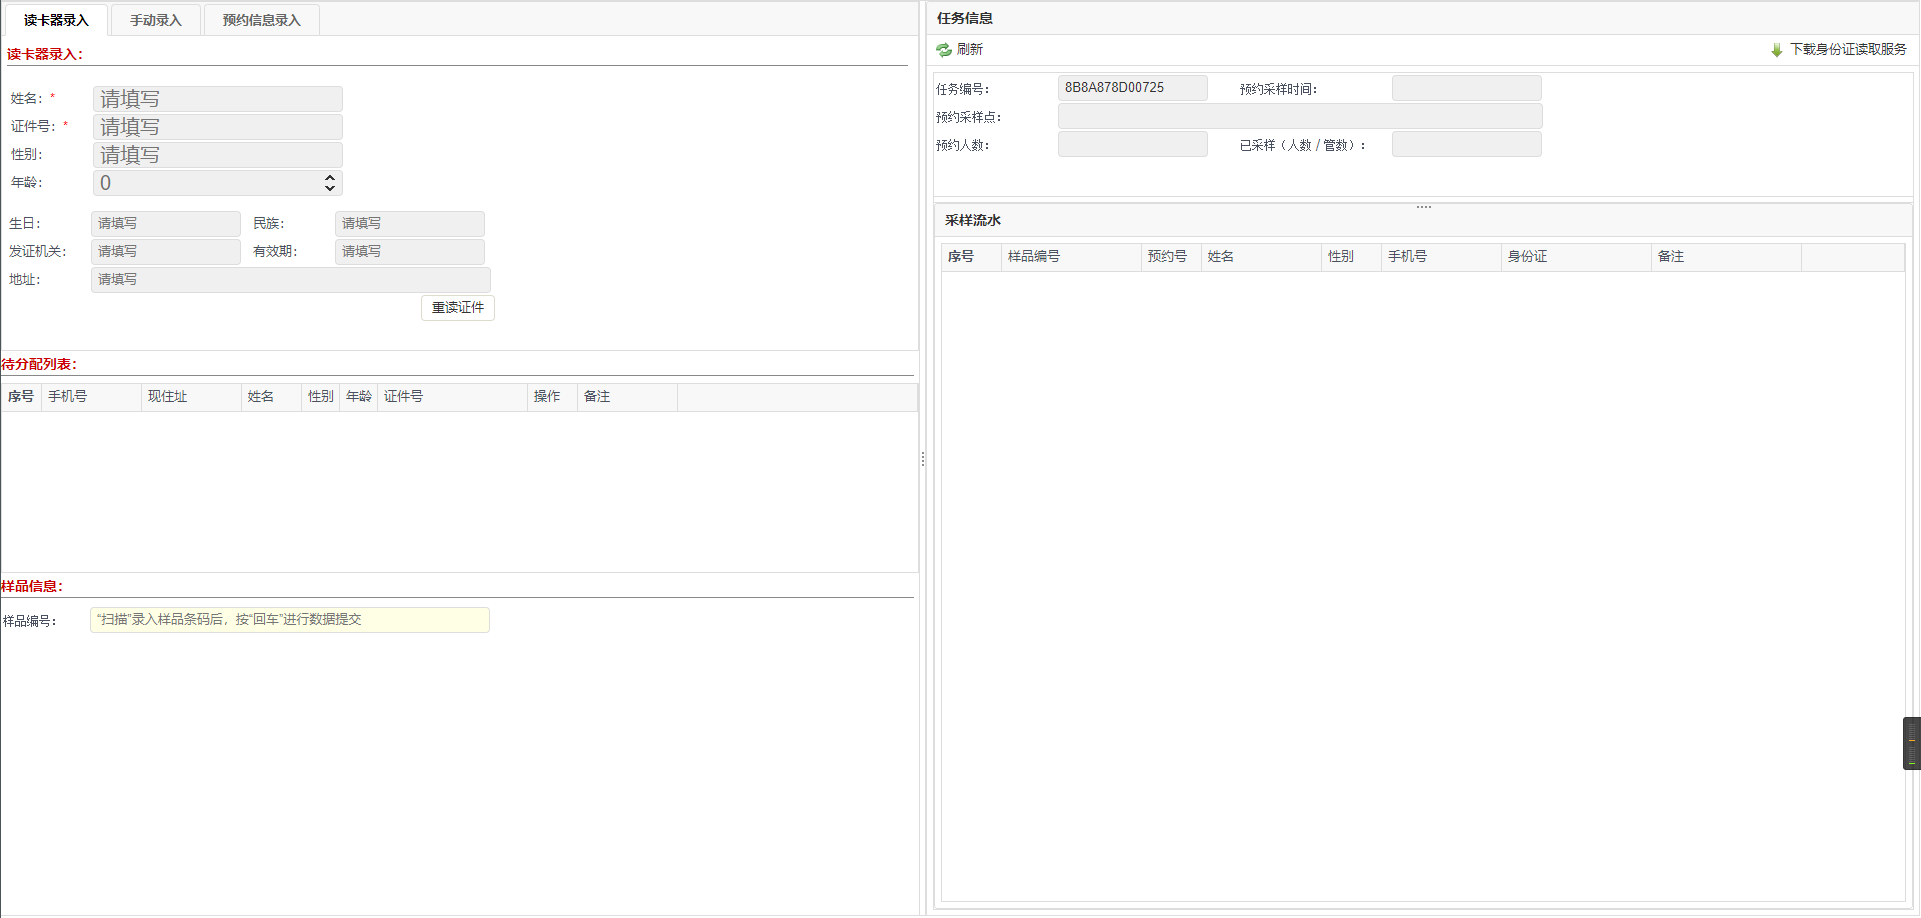 读卡器录入 手动录入 预约信息录入
读卡器录入:
姓名: * 请填写
证件号: * 请填写
性别: 请填写
年龄: 0
生日: 请填写 民族: 请填写
发证机关: 请填写 有效期: 请填写
地址: 请填写
重读证件
待分配列表:
序号 手机号 现住址 姓名 性别 年龄 证件号 操作 备注
样品信息:
样品编号: “扫描”录入样品条码后，按“回车”进行数据提交
任务信息
刷新 下载身份证读取服务
任务编号: 8B8A878D00725 预约采样时间:
预约采样点:
预约人数: 已采样（人数 / 管数）:
采样流水
序号 样品编号 预约号 姓名 性别 手机号 身份证 备注